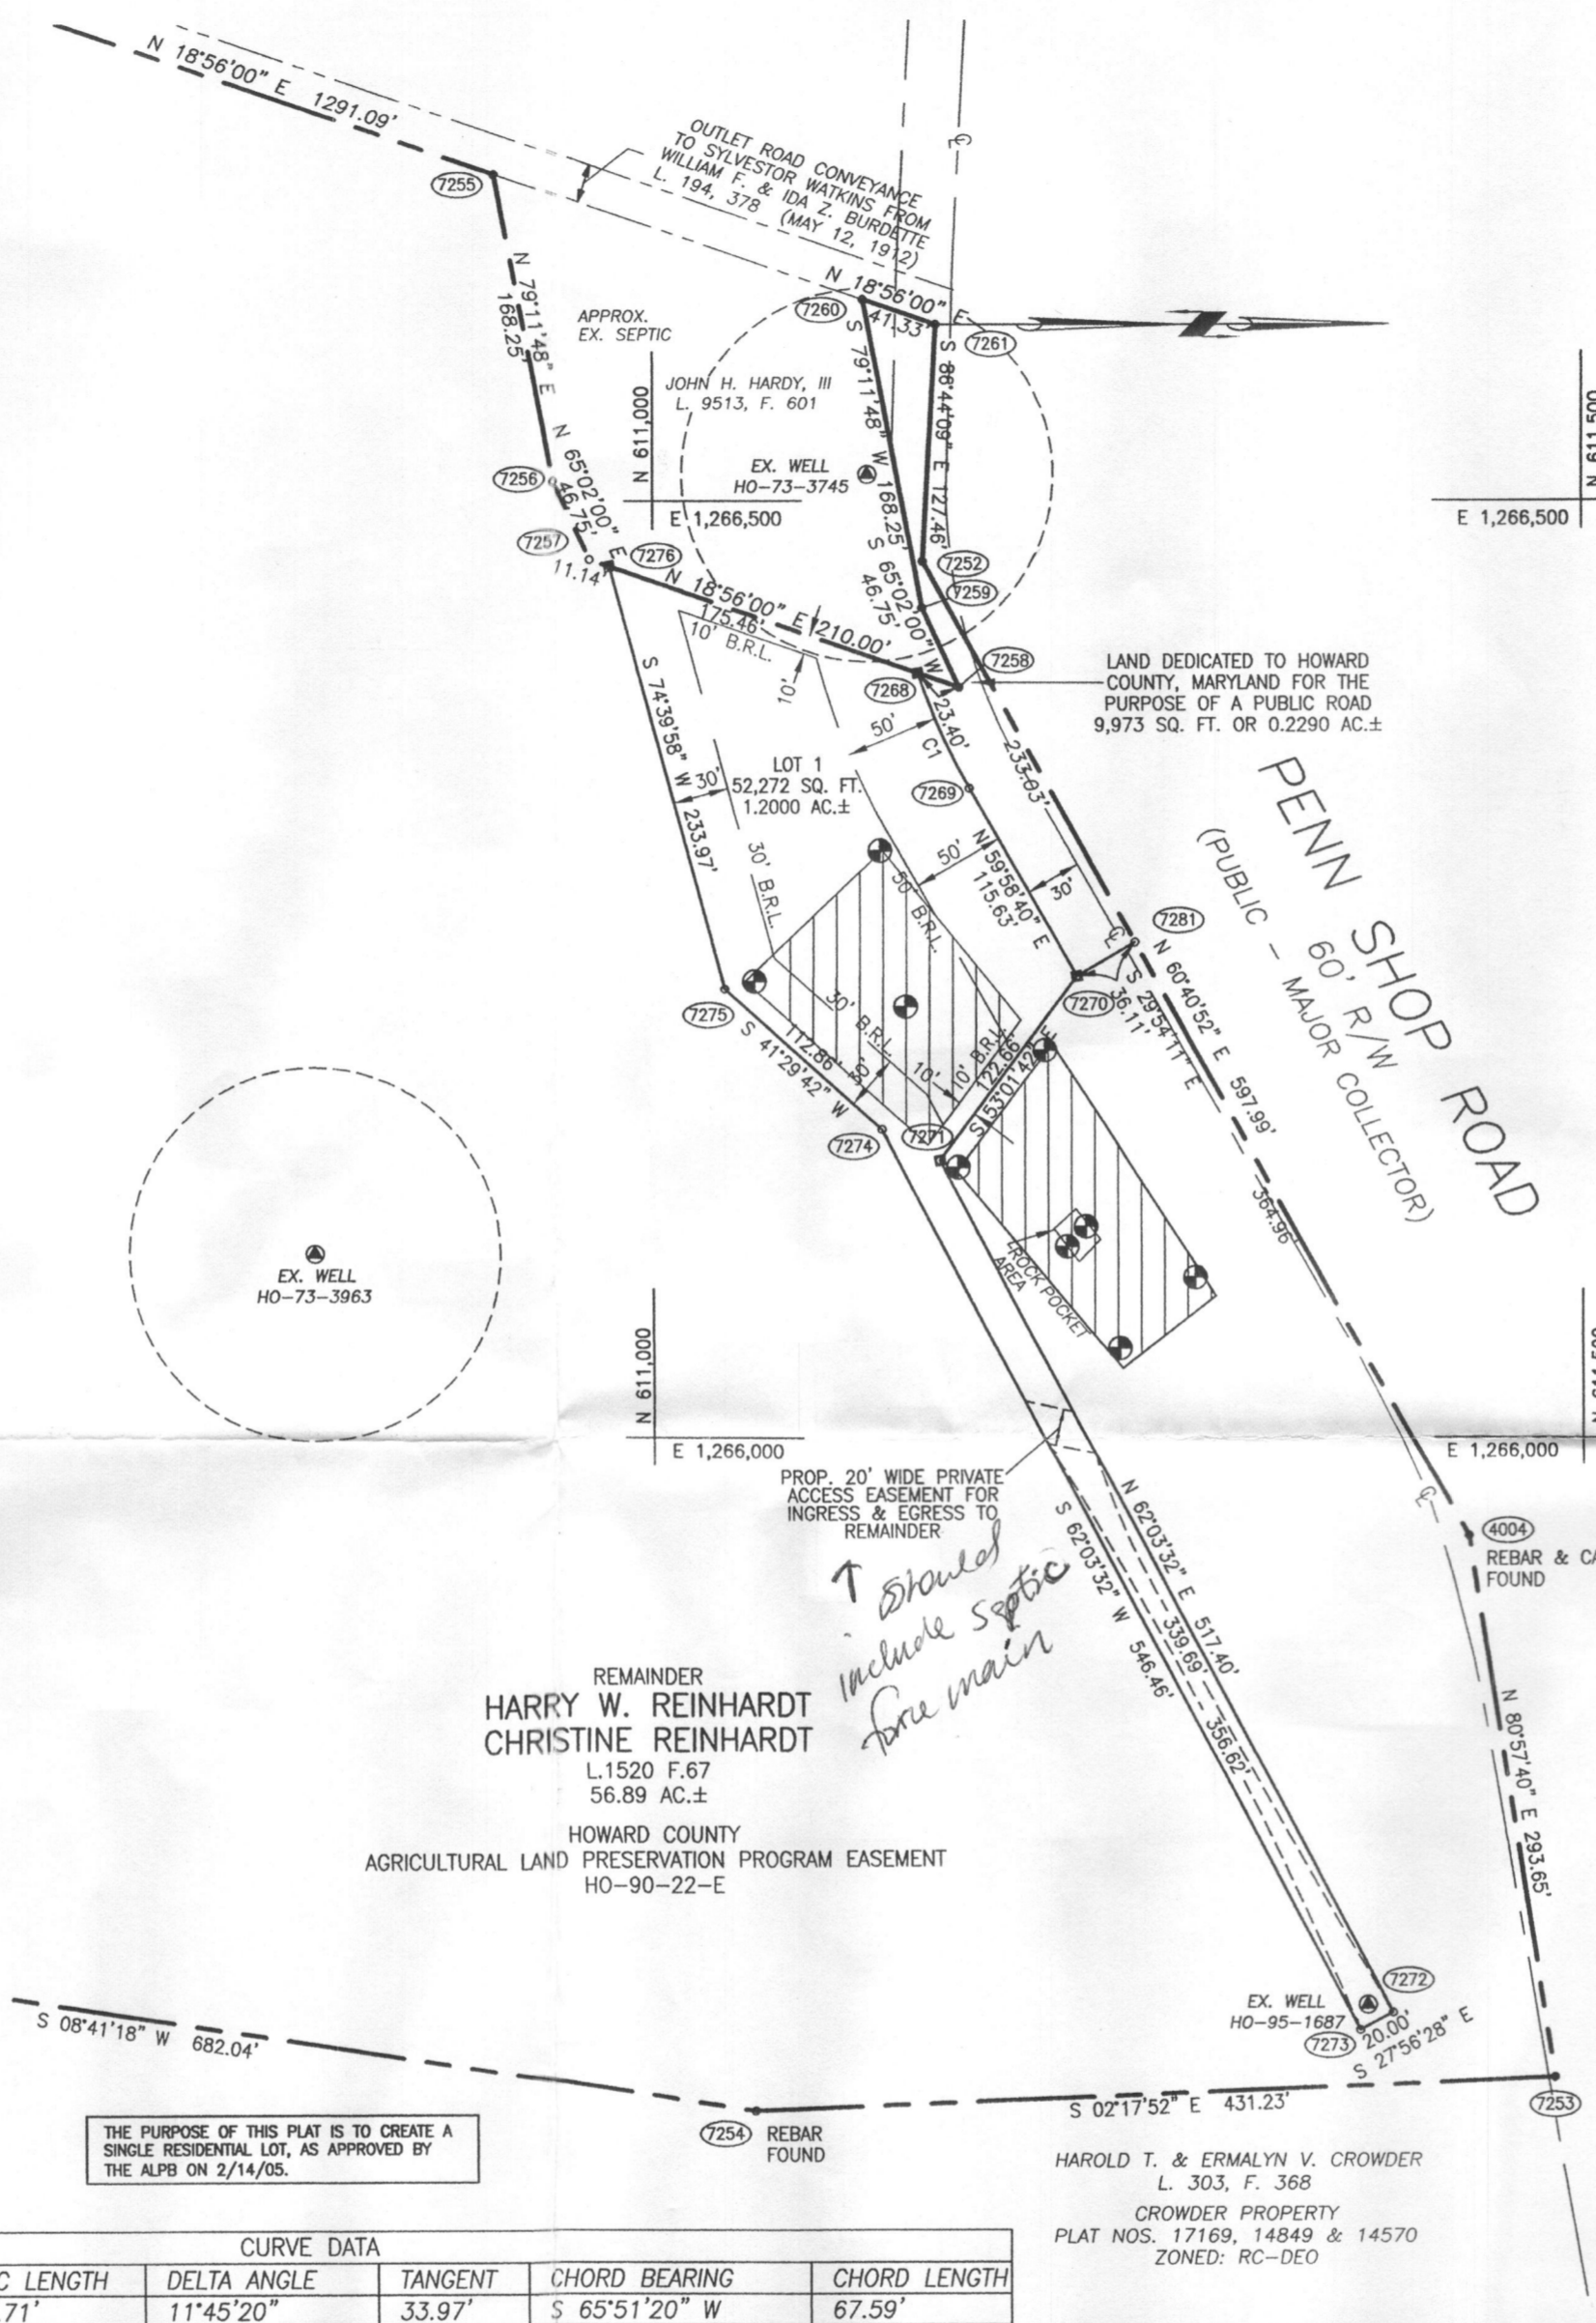 N 18°56'00" E 1291.09'
OUTLET ROAD CONVEYANCE
TO SYLVESTOR WATKINS FROM
WILLIAM F. & IDA Z. BURDETTE
L. 194, 378 (MAY 12, 1912)
7255
N 79°11'48" E
168.25'
APPROX.
EX. SEPTIC
N 18°56'00" E
41.33'
7260
7261
S 79°11'48" W 168.25'
S 86°44'09" E 127.46'
JOHN H. HARDY, III
L. 9513, F. 601
N 611,000
E 1,266,500
EX. WELL
HO-73-3745
N 611,500
E 1,266,500
7256
N 65°02'00" E
46.75'
7257
11.14'
7276
7252
7259
S 65°02'00" W
46.75'
N 18°56'00" E 210.00'
175.46'
10' B.R.L.
10'
7258
7268
23.40'
LAND DEDICATED TO HOWARD
COUNTY, MARYLAND FOR THE
PURPOSE OF A PUBLIC ROAD
9,973 SQ. FT. OR 0.2290 AC.±
S 74°39'58" W 233.97'
50'
C1
LOT 1
52,272 SQ. FT.
1.2000 AC.±
30'
7269
233.03'
30' B.R.L.
50'
50' B.R.L.
N 59°58'40" E
115.63'
30'
PENN SHOP ROAD
60' R/W
(PUBLIC - MAJOR COLLECTOR)
7281
7270
S 29°54'11" E
36.11'
N 60°40'52" E 597.99'
7275
30' B.R.L.
112.86'
S 41°29'42" W
30'
10'
10' B.R.L.
122.66'
S 53°01'42" E
7274
7271
364.96'
ROCK POCKET
AREA
EX. WELL
HO-73-3963
N 611,000
E 1,266,000
E 1,266,000
PROP. 20' WIDE PRIVATE
ACCESS EASEMENT FOR
INGRESS & EGRESS TO
REMAINDER
↑ should
include septic
force main
N 62°03'32" E 517.40'
339.69'
356.62'
S 62°03'32" W 546.46'
4004
REBAR &
FOUND
N 80°57'40" E 293.65'
REMAINDER
HARRY W. REINHARDT
CHRISTINE REINHARDT
L.1520 F.67
56.89 AC.±
HOWARD COUNTY
AGRICULTURAL LAND PRESERVATION PROGRAM EASEMENT
HO-90-22-E
7272
EX. WELL
HO-95-1687
7273
20.00'
S 27°56'28" E
S 08°41'18" W 682.04'
7254
REBAR
FOUND
S 02°17'52" E 431.23'
7253
THE PURPOSE OF THIS PLAT IS TO CREATE A
SINGLE RESIDENTIAL LOT, AS APPROVED BY
THE ALPB ON 2/14/05.
HAROLD T. & ERMALYN V. CROWDER
L. 303, F. 368
CROWDER PROPERTY
PLAT NOS. 17169, 14849 & 14570
ZONED: RC-DEO
CURVE DATA
C LENGTH DELTA ANGLE TANGENT CHORD BEARING CHORD LENGTH
.71' 11°45'20" 33.97' S 65°51'20" W 67.59'